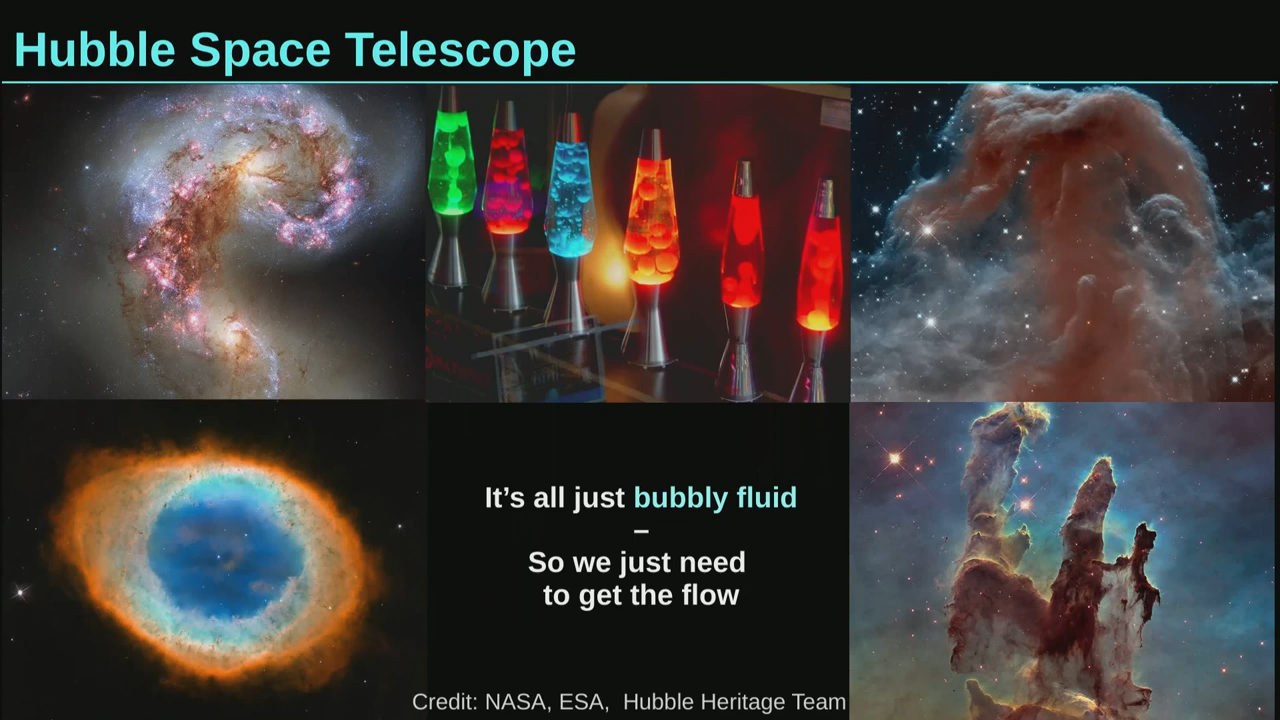 Hubble Space Telescope
It’s all just bubbly fluid
–
So we just need
to get the flow
Credit: NASA, ESA,  Hubble Heritage Team